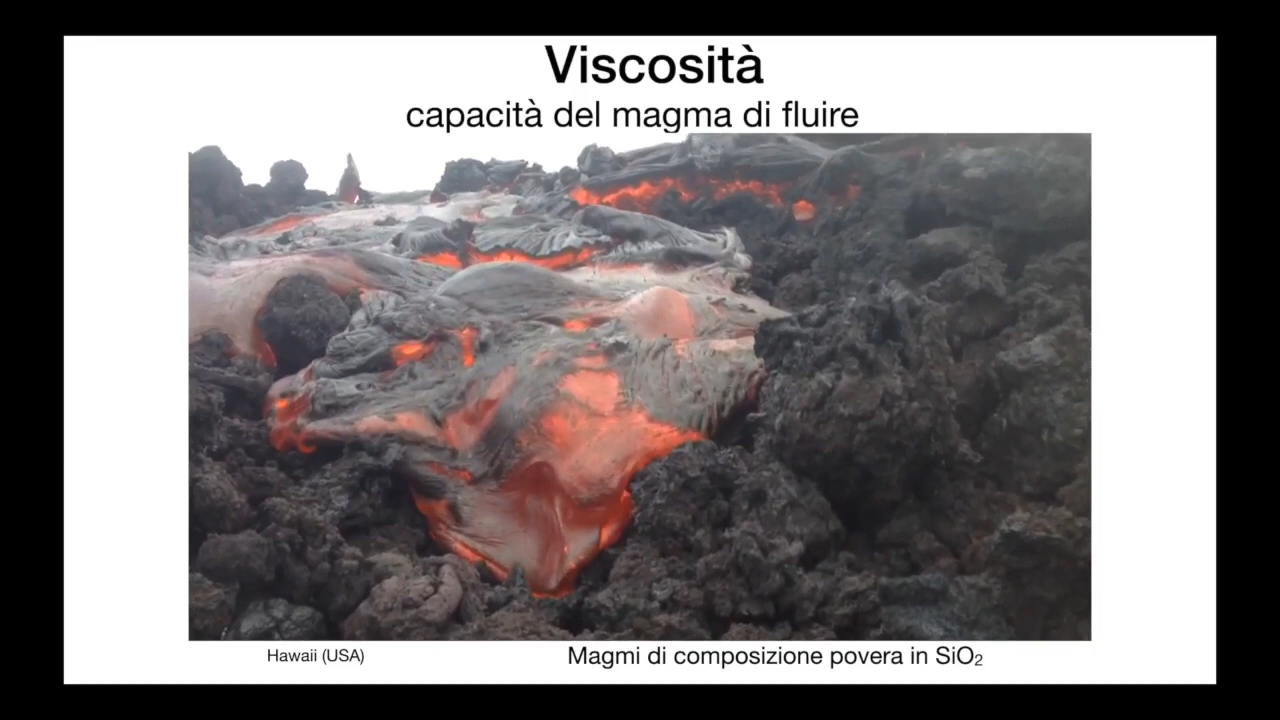 Viscosità
capacità del magma di fluire
Hawaii (USA)
Magmi di composizione povera in SiO₂